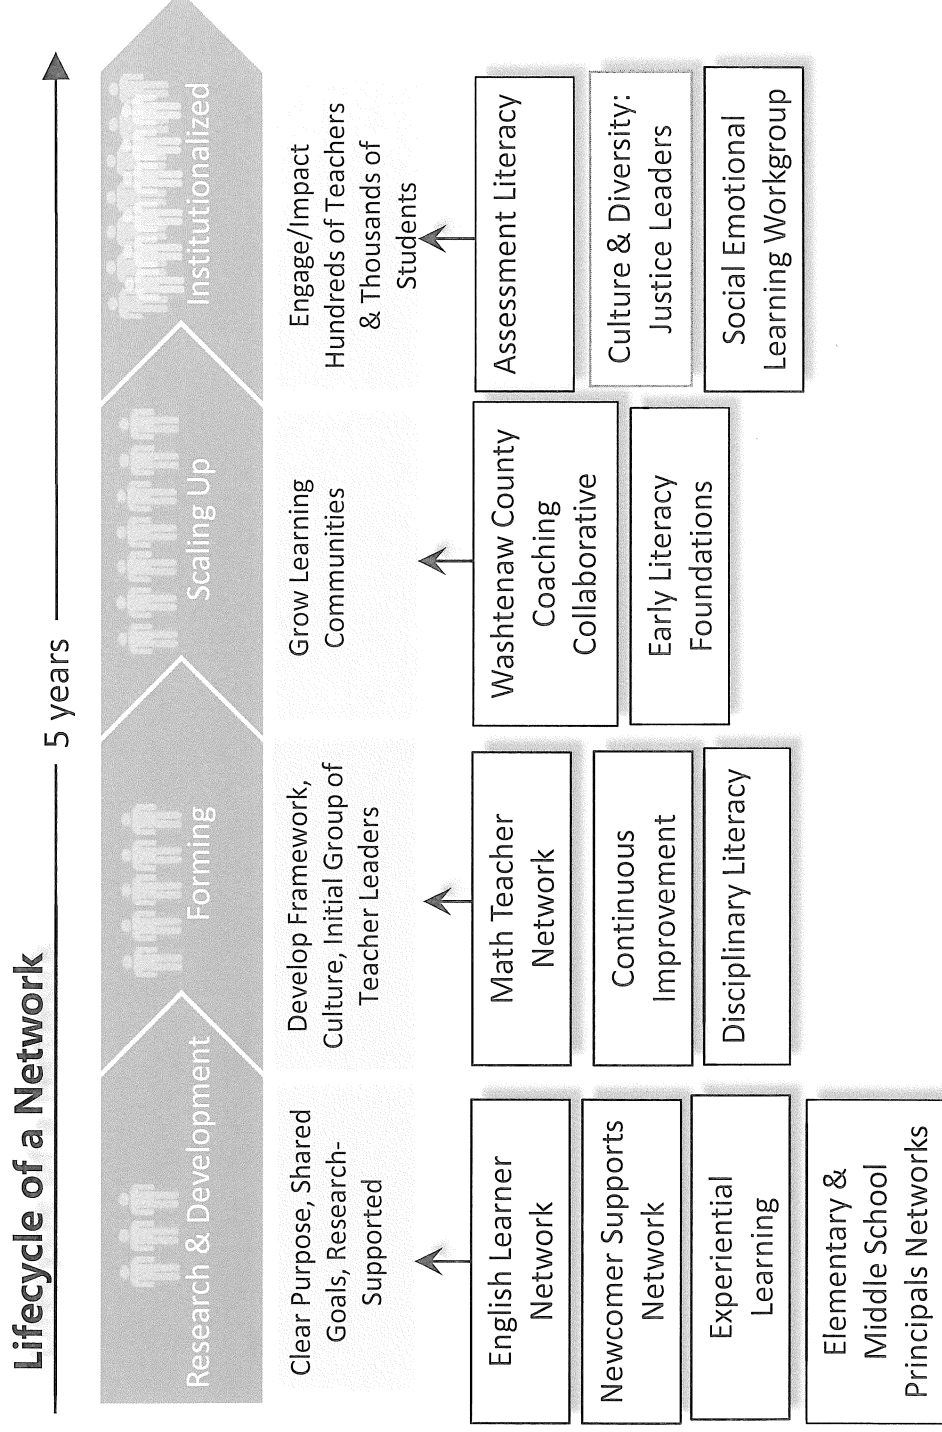 Lifecycle of a Network
5 years
Research & Development
Forming
Scaling Up
Institutionalized
Clear Purpose, Shared
Goals, Research-
Supported
Develop Framework,
Culture, Initial Group of
Teacher Leaders
Grow Learning
Communities
Engage/Impact
Hundreds of Teachers
& Thousands of
Students
English Learner
Network
Newcomer Supports
Network
Experiential
Learning
Elementary &
Middle School
Principals Networks
Math Teacher
Network
Continuous
Improvement
Disciplinary Literacy
Washtenaw County
Coaching
Collaborative
Early Literacy
Foundations
Assessment Literacy
Culture & Diversity:
Justice Leaders
Social Emotional
Learning Workgroup